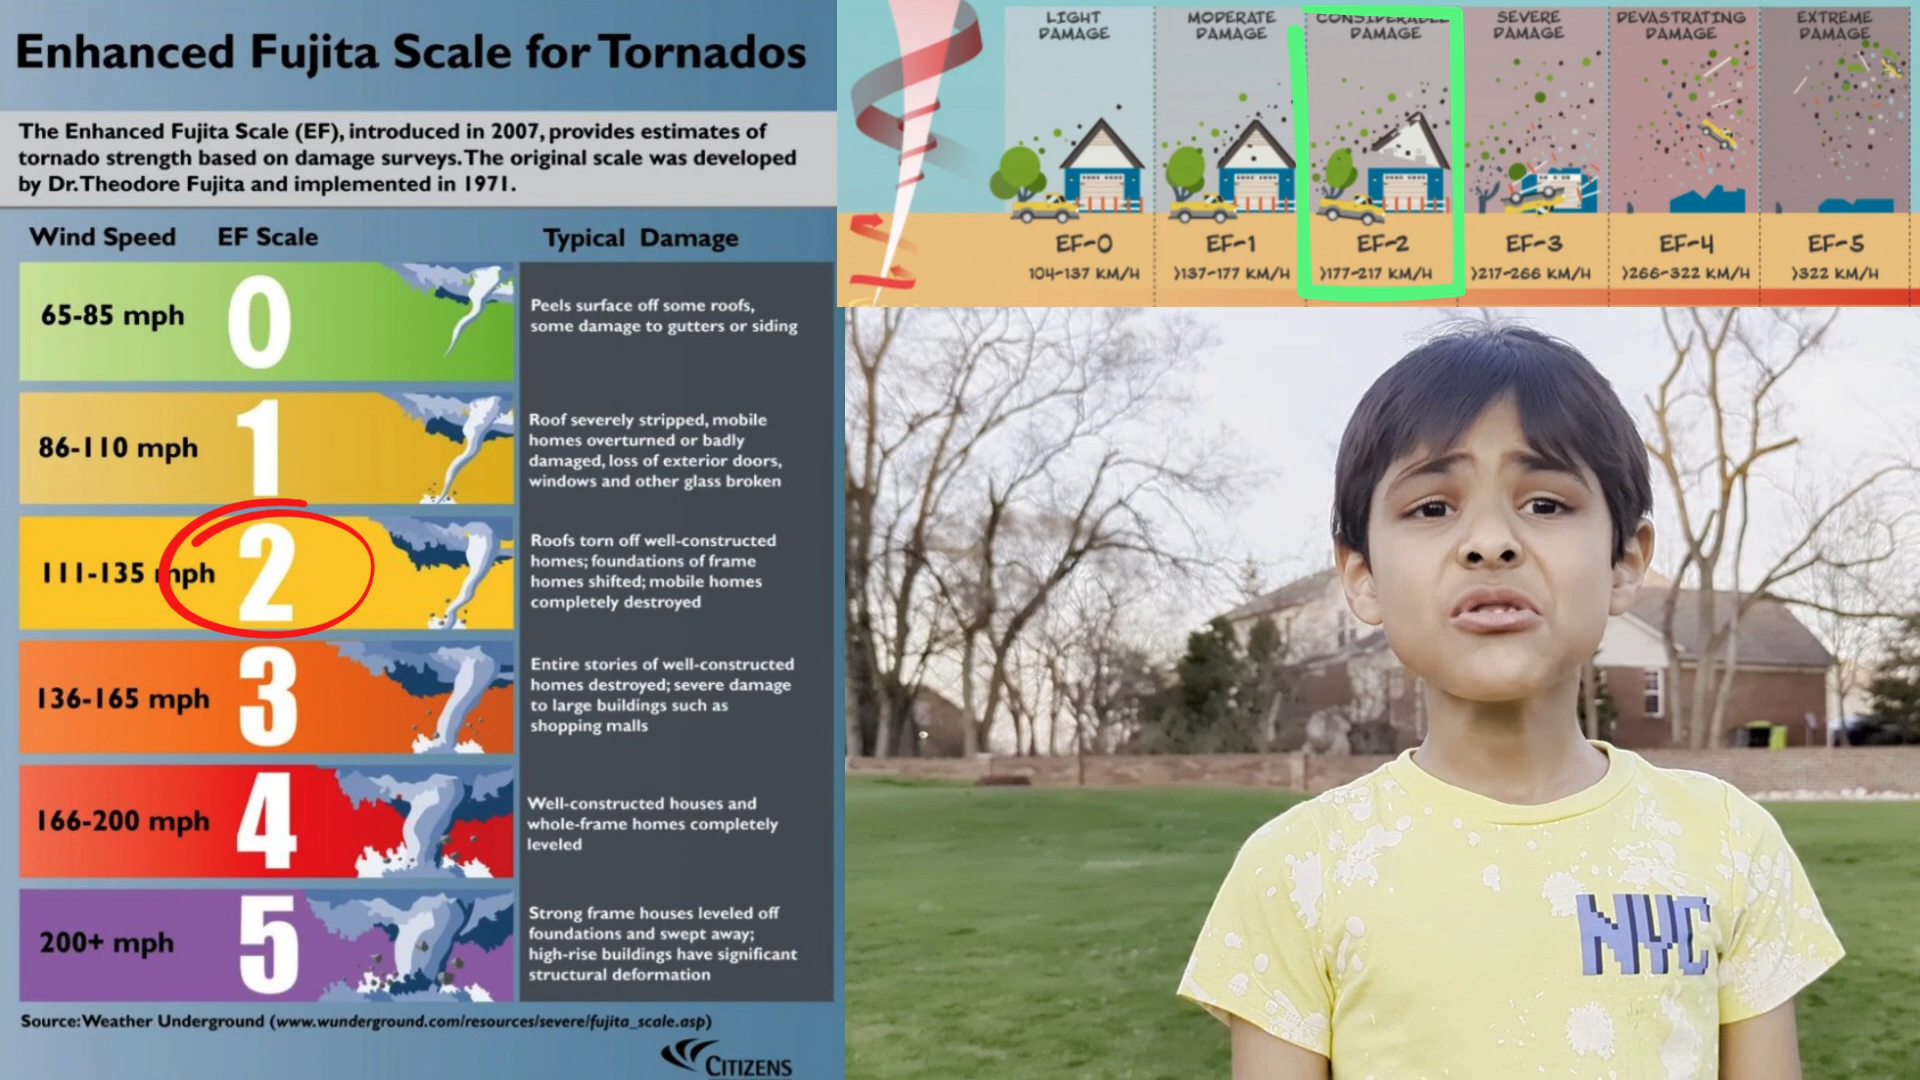 Enhanced Fujita Scale for Tornados
The Enhanced Fujita Scale (EF), introduced in 2007, provides estimates of
tornado strength based on damage surveys. The original scale was developed
by Dr. Theodore Fujita and implemented in 1971.
Wind Speed EF Scale Typical Damage
65-85 mph 0
Peels surface off some roofs,
some damage to gutters or siding
86-110 mph 1
Roof severely stripped, mobile
homes overturned or badly
damaged, loss of exterior doors,
windows and other glass broken
111-135 mph 2
Roofs torn off well-constructed
homes; foundations of frame
homes shifted; mobile homes
completely destroyed
136-165 mph 3
Entire stories of well-constructed
homes destroyed; severe damage
to large buildings such as
shopping malls
166-200 mph 4
Well-constructed houses and
whole-frame homes completely
leveled
200+ mph 5
Strong frame houses leveled off
foundations and swept away;
high-rise buildings have significant
structural deformation
Source: Weather Underground (www.wunderground.com/resources/severe/fujita_scale.asp)
CITIZENS
LIGHT
DAMAGE
MODERATE
DAMAGE
CONSIDERABLE
DAMAGE
SEVERE
DAMAGE
DEVASTRATING
DAMAGE
EXTREME
DAMAGE
EF-0 EF-1 EF-2 EF-3 EF-4 EF-5
104-137 KM/H >137-177 KM/H >177-217 KM/H >217-266 KM/H >266-322 KM/H >322 KM/H
NYC